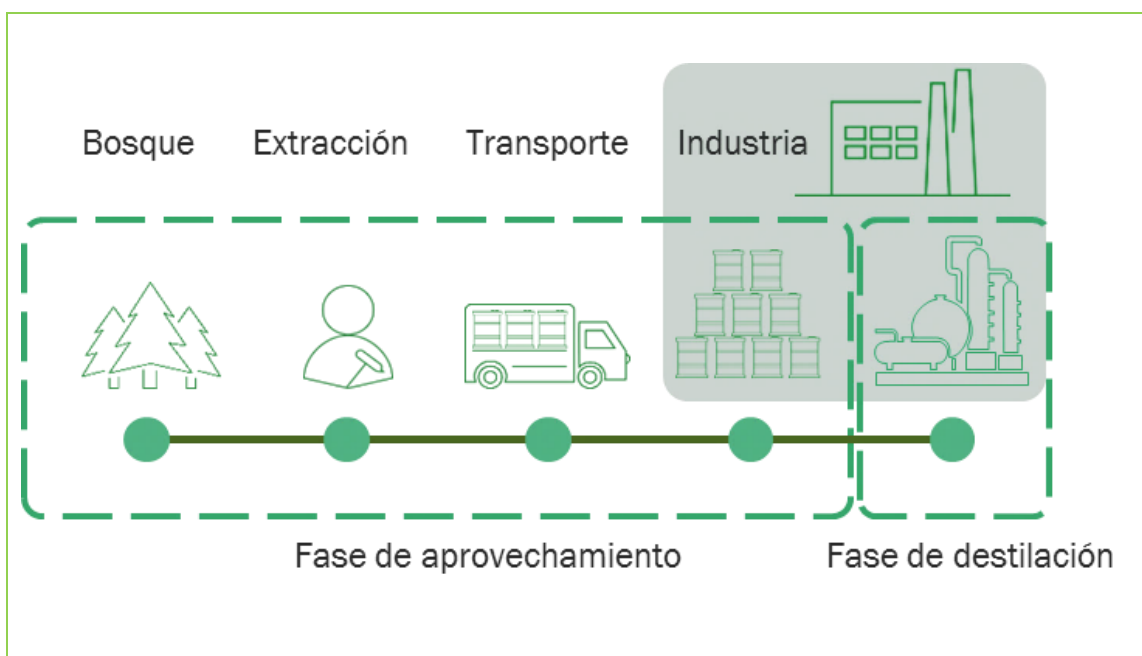 Bosque
Extracción
Transporte
Industria
Fase de aprovechamiento
Fase de destilación